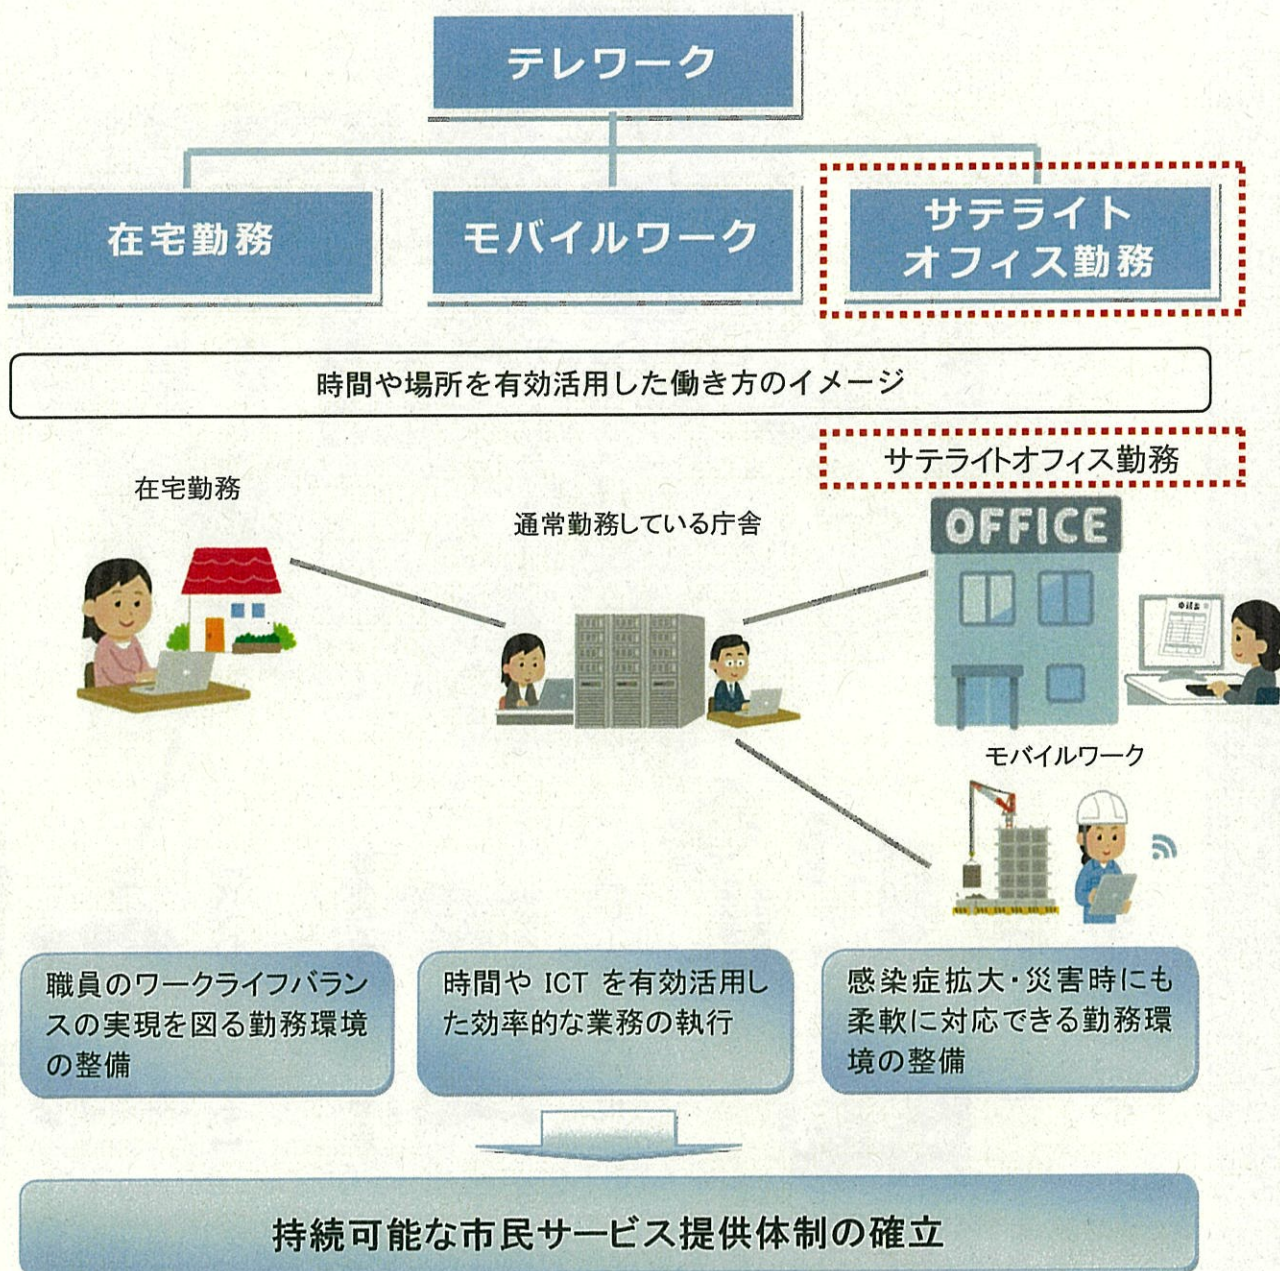 テレワーク
在宅勤務
モバイルワーク
サテライト
オフィス勤務
時間や場所を有効活用した働き方のイメージ
サテライトオフィス勤務
在宅勤務
通常勤務している庁舎
OFFICE
申請書
モバイルワーク
職員のワークライフバラン
スの実現を図る勤務環境
の整備
時間や ICT を有効活用し
た効率的な業務の執行
感染症拡大・災害時にも
柔軟に対応できる勤務環
境の整備
持続可能な市民サービス提供体制の確立